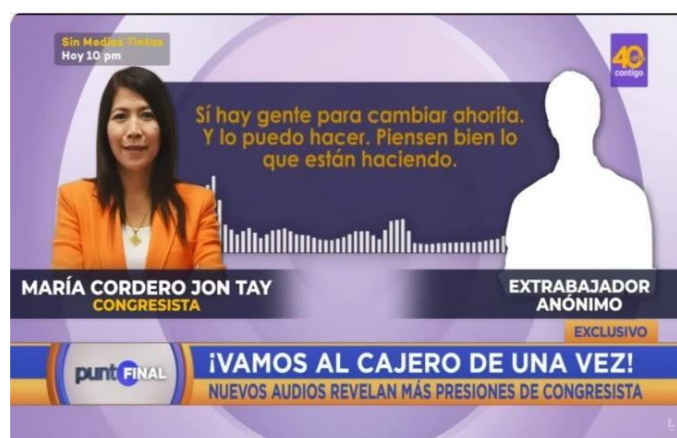 Sin Medias Tintas
Hoy 10 pm
40
contigo
Sí hay gente para cambiar ahorita.
Y lo puedo hacer. Piensen bien lo
que están haciendo.
MARÍA CORDERO JON TAY
CONGRESISTA
EXTRABAJADOR
ANÓNIMO
EXCLUSIVO
punto FINAL
¡VAMOS AL CAJERO DE UNA VEZ!
NUEVOS AUDIOS REVELAN MÁS PRESIONES DE CONGRESISTA